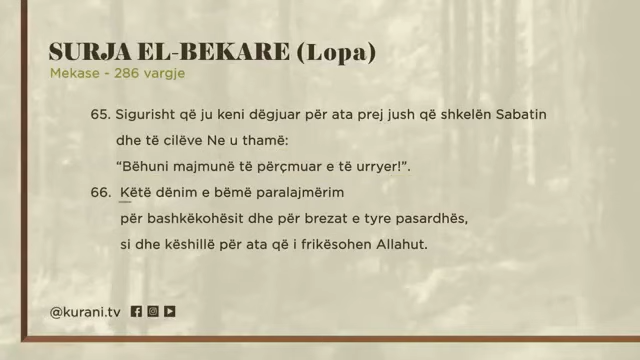 SURJA EL-BEKARE (Lopa)
Mekase - 286 vargje
65. Sigurisht që ju keni dëgjuar për ata prej jush që shkelën Sabatin
dhe të cilëve Ne u thamë:
“Bëhuni majmunë të përçmuar e të urryer!”.
66. Këtë dënim e bëmë paralajmërim
për bashkëkohësit dhe për brezat e tyre pasardhës,
si dhe këshillë për ata që i frikësohen Allahut.
@kurani.tv